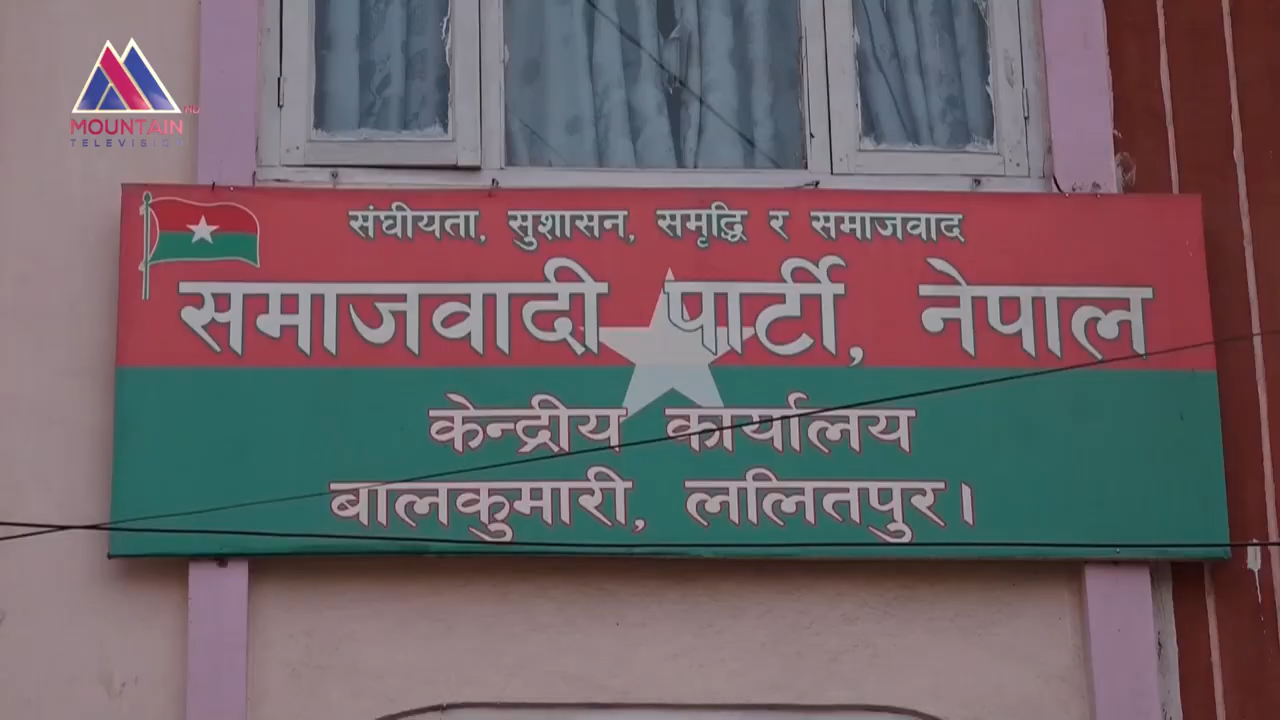 MOUNTAIN
TELEVISION
संघीयता, सुशासन, समृद्धि र समाजवाद
समाजवादी पार्टी, नेपाल
केन्द्रीय कार्यालय
बालकुमारी, ललितपुर।